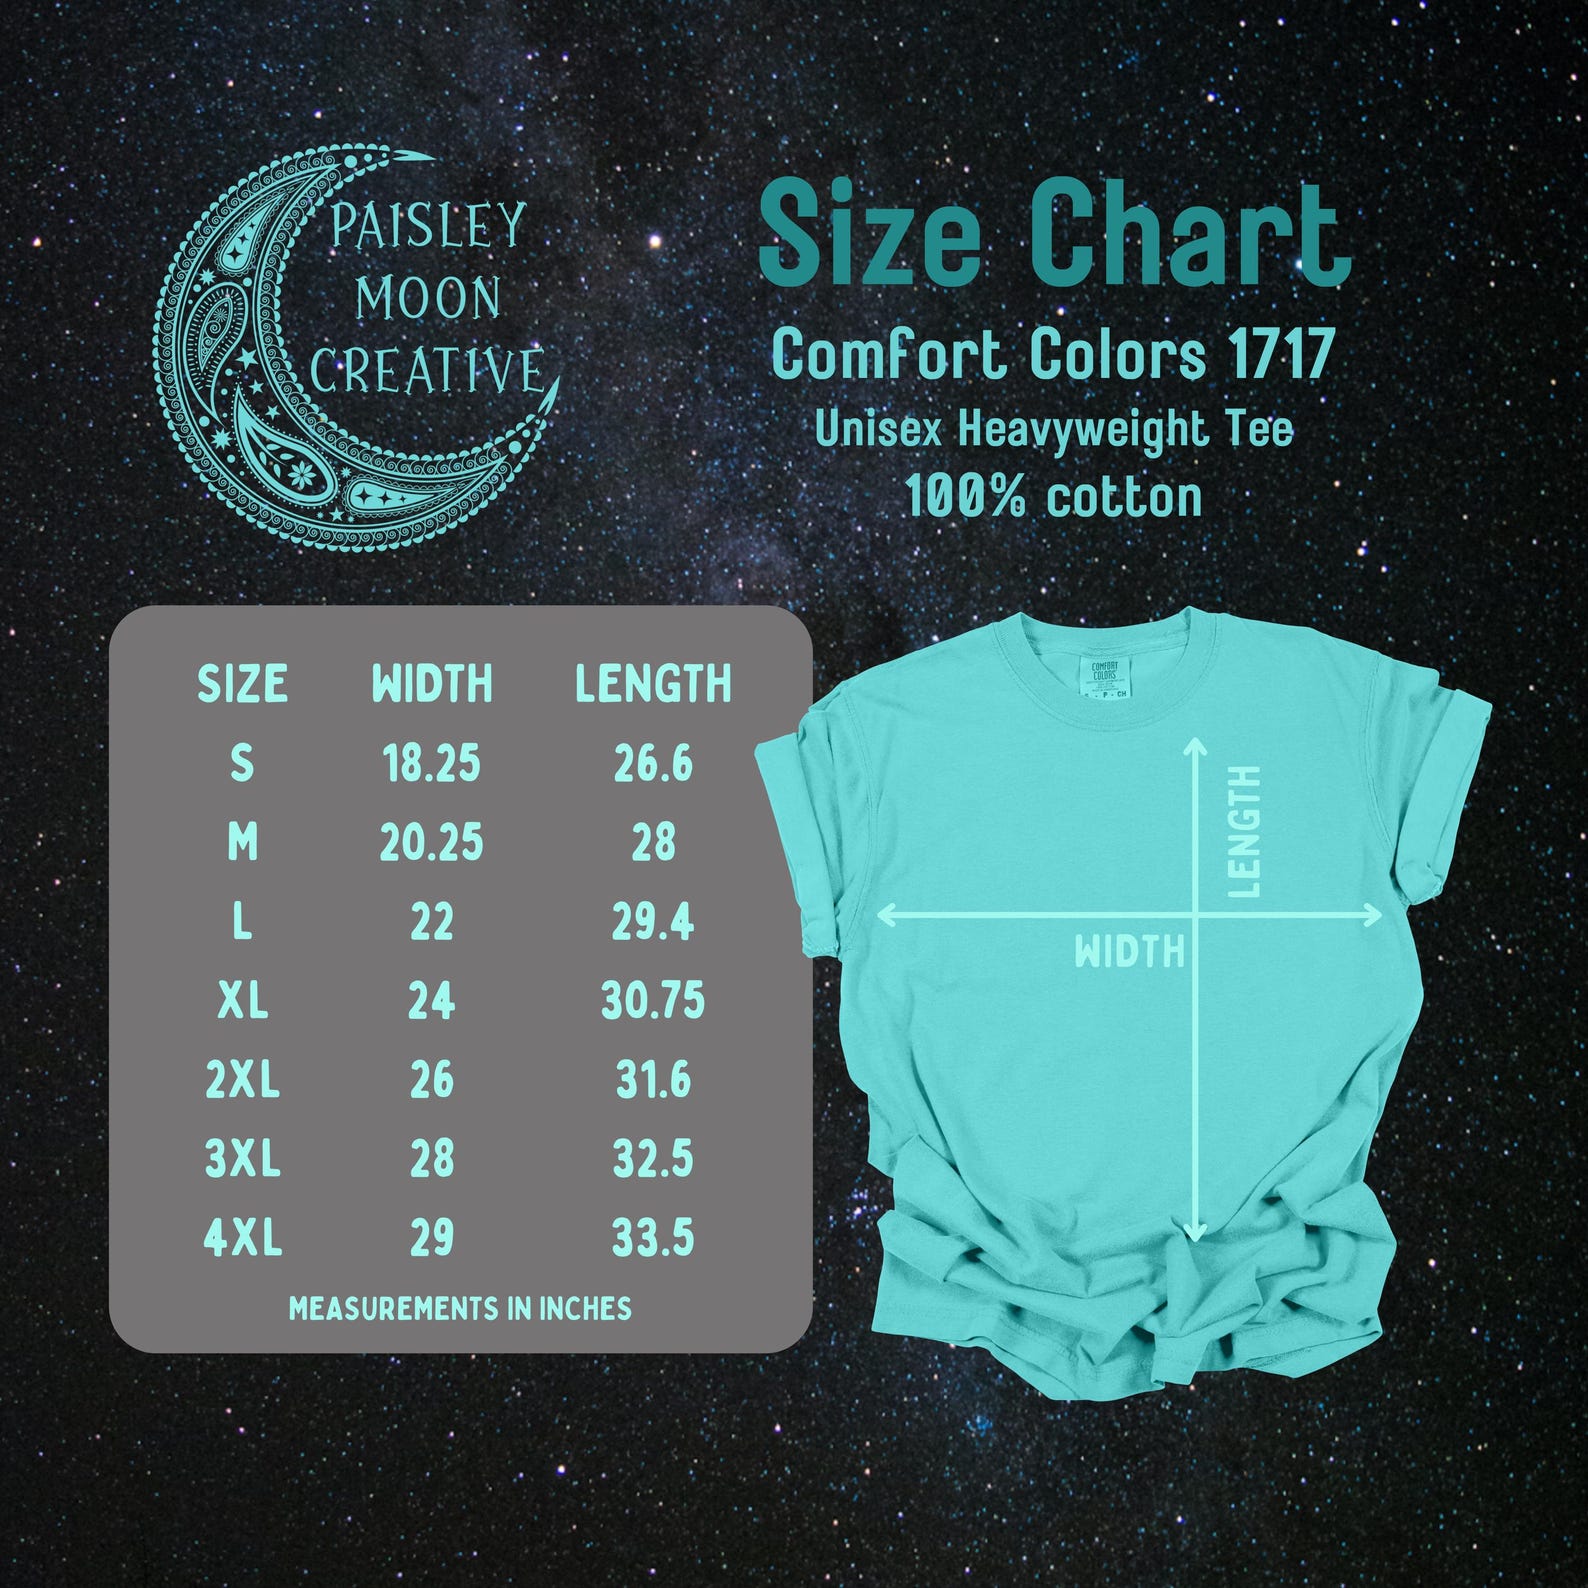 PAISLEY
MOON
CREATIVE
Size Chart
Comfort Colors 1717
Unisex Heavyweight Tee
100% cotton
SIZE WIDTH LENGTH
S 18.25 26.6
M 20.25 28
L 22 29.4
XL 24 30.75
2XL 26 31.6
3XL 28 32.5
4XL 29 33.5
MEASUREMENTS IN INCHES
COMFORT
COLORS
LENGTH
WIDTH